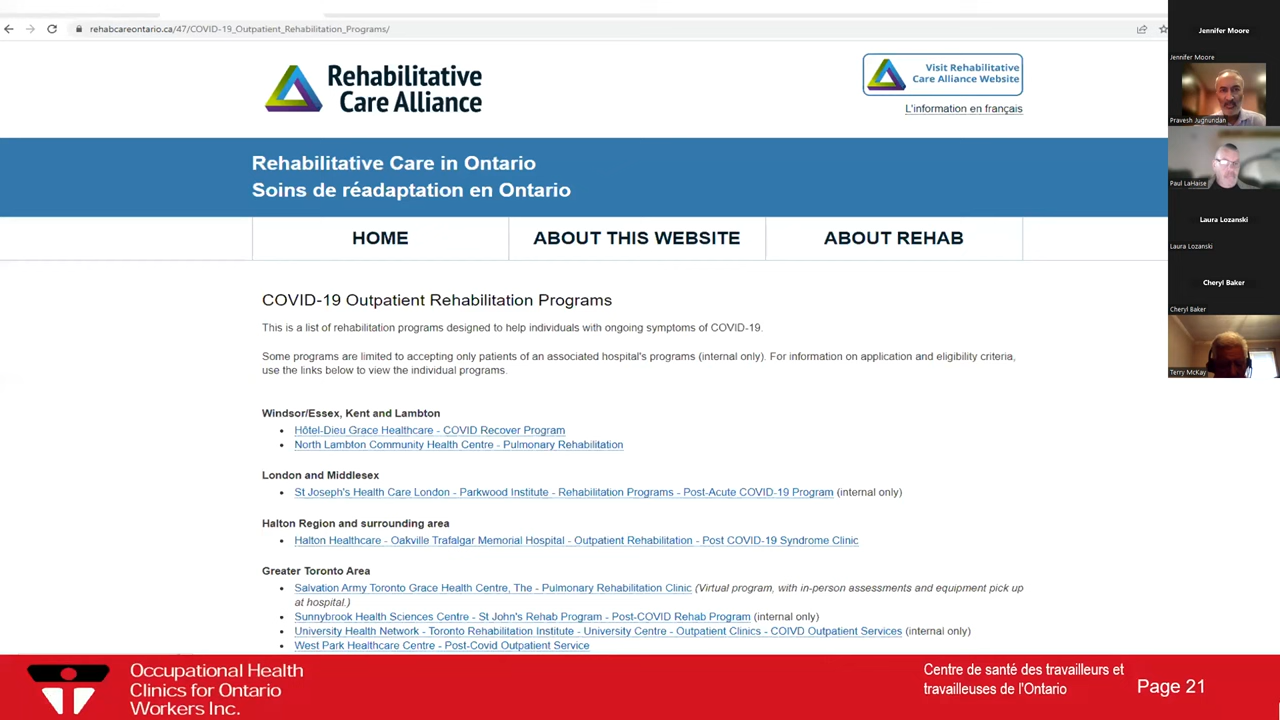 rehabcareontario.ca/47/COVID-19_Outpatient_Rehabilitation_Programs/
Rehabilitative
Care Alliance
Visit Rehabilitative
Care Alliance Website
L'information en français
Rehabilitative Care in Ontario
Soins de réadaptation en Ontario
HOME
ABOUT THIS WEBSITE
ABOUT REHAB
COVID-19 Outpatient Rehabilitation Programs
This is a list of rehabilitation programs designed to help individuals with ongoing symptoms of COVID-19.
Some programs are limited to accepting only patients of an associated hospital's programs (internal only). For information on application and eligibility criteria,
use the links below to view the individual programs.
Windsor/Essex, Kent and Lambton
• Hôtel-Dieu Grace Healthcare - COVID Recover Program
• North Lambton Community Health Centre - Pulmonary Rehabilitation
London and Middlesex
• St Joseph's Health Care London - Parkwood Institute - Rehabilitation Programs - Post-Acute COVID-19 Program (internal only)
Halton Region and surrounding area
• Halton Healthcare - Oakville Trafalgar Memorial Hospital - Outpatient Rehabilitation - Post COVID-19 Syndrome Clinic
Greater Toronto Area
• Salvation Army Toronto Grace Health Centre, The - Pulmonary Rehabilitation Clinic (Virtual program, with in-person assessments and equipment pick up
at hospital.)
• Sunnybrook Health Sciences Centre - St John's Rehab Program - Post-COVID Rehab Program (internal only)
• University Health Network - Toronto Rehabilitation Institute - University Centre - Outpatient Clinics - COIVD Outpatient Services (internal only)
• West Park Healthcare Centre - Post-Covid Outpatient Service
Occupational Health
Clinics for Ontario
Workers Inc.
Centre de santé des travailleurs et
travailleuses de l'Ontario
Page 21
Jennifer Moore
Jennifer Moore
Pravesh Jugnundan
Paul LaHaise
Laura Lozanski
Laura Lozanski
Cheryl Baker
Cheryl Baker
Terry McKay